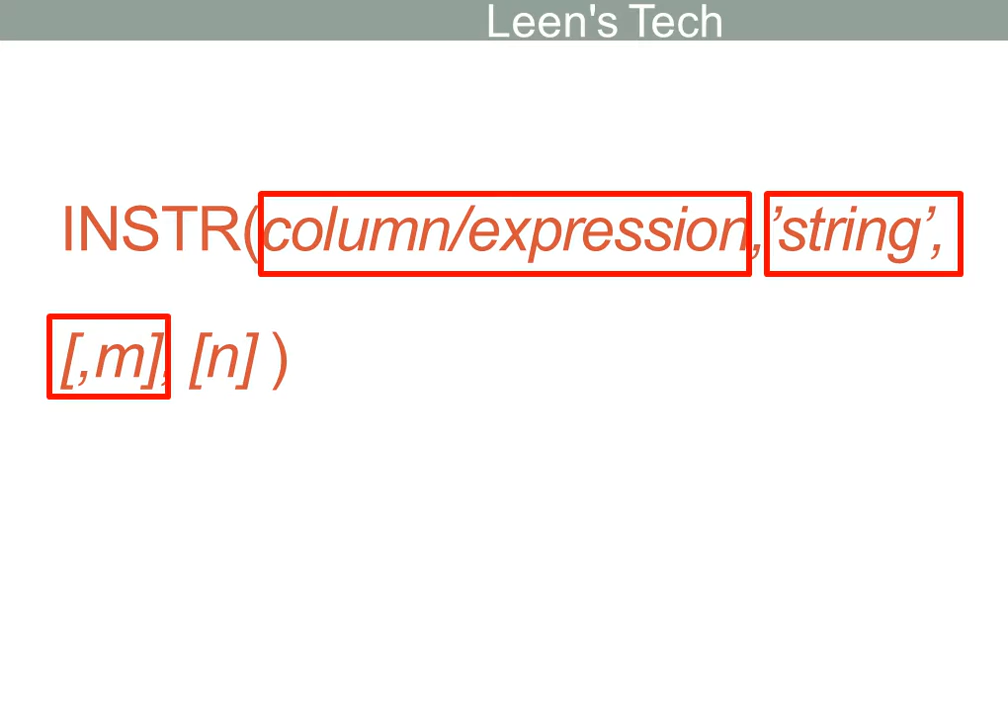 Leen's Tech
INSTR(column/expression,’string’,
[,m], [n] )